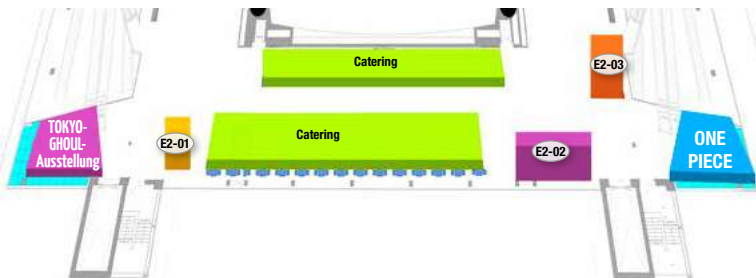 Catering
E2-03
TOKYO-
GHOUL-
Ausstellung
E2-01
Catering
E2-02
ONE
PIECE